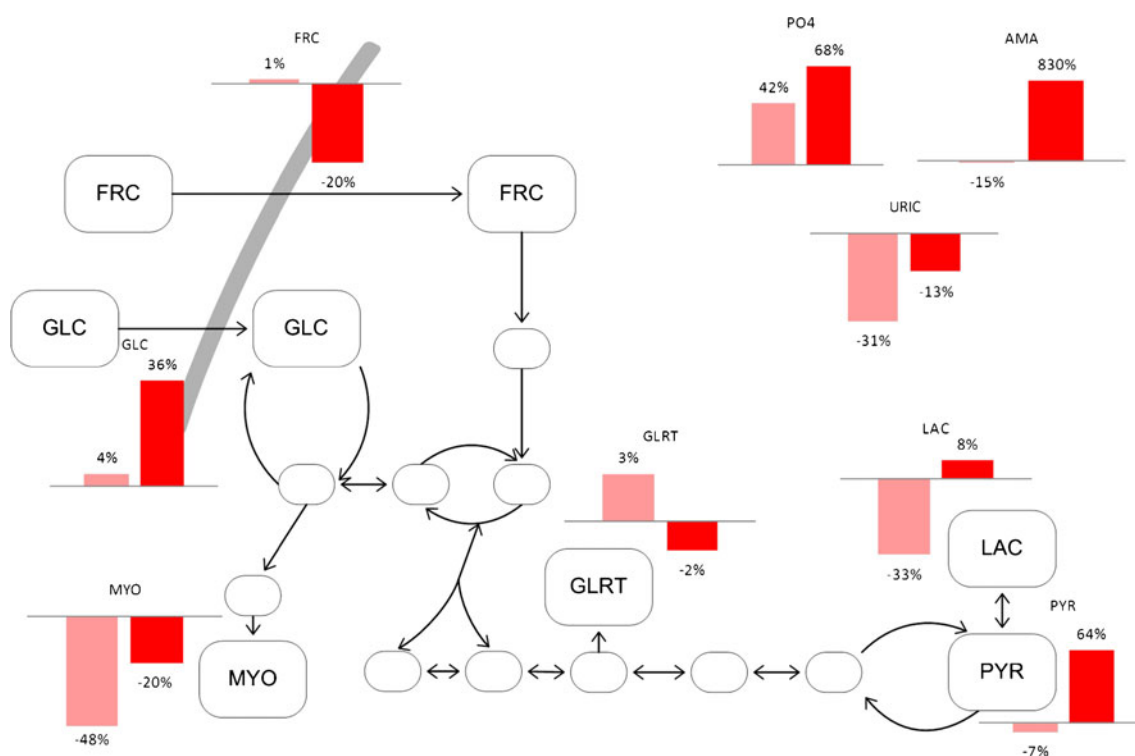 PO4
68%
42%
AMA
830%
-15%
FRC
1%
-20%
FRC
FRC
URIC
-13%
-31%
GLC
GLC
GLC
36%
4%
GLRT
3%
-2%
LAC
8%
-33%
LAC
GLRT
MYO
-20%
-48%
MYO
PYR
64%
PYR
-7%